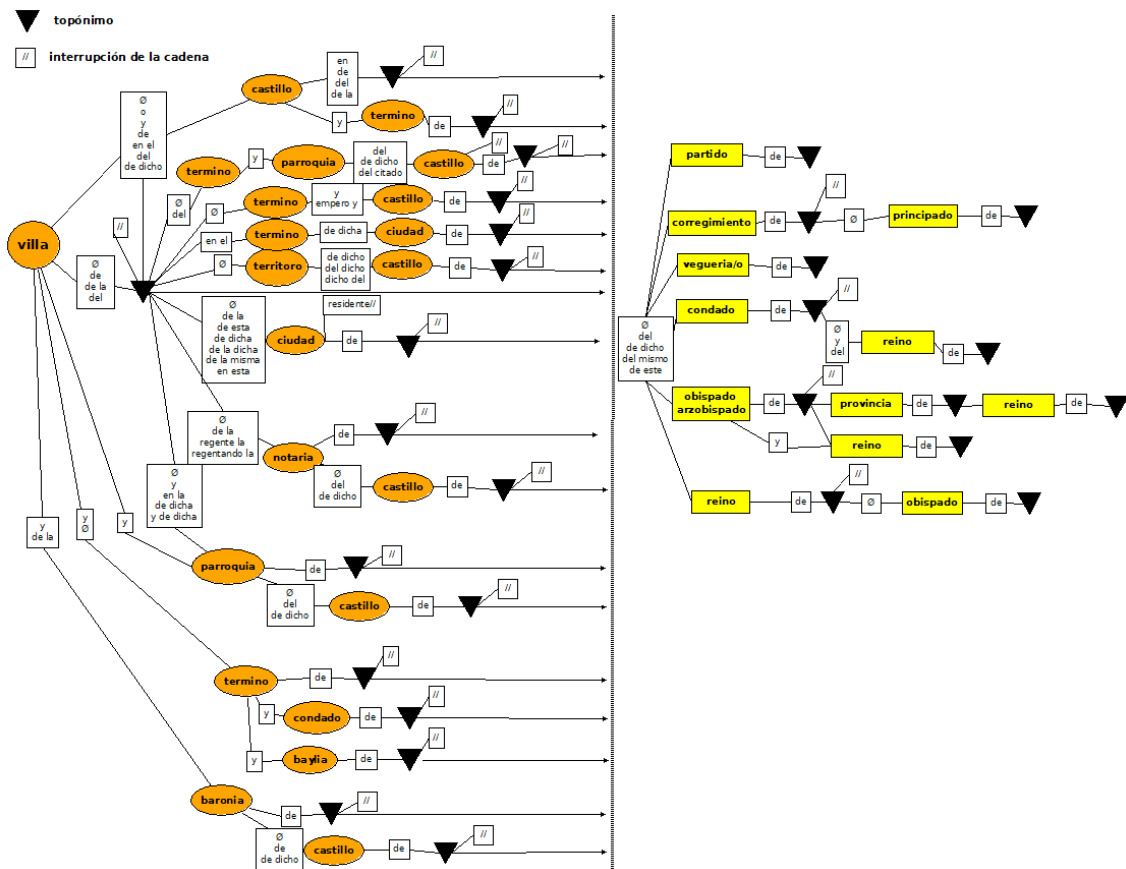 topónimo
//
interrupción de la cadena
villa
Ø
o
y
de
en el
del
de dicho
castillo
en
de
del
de la
//
y
termino
de
//
Ø
de
de la
del
//
Ø
del
termino
y
parroquia
del
de dicho
del citado
//
castillo
de
//
Ø
termino
y
empero y
castillo
de
//
en el
termino
de dicha
ciudad
de
//
Ø
territoro
de dicho
del dicho
dicho del
castillo
de
//
Ø
de la
de esta
de dicha
de la dicha
de la misma
en esta
ciudad
residente//
de
//
Ø
de la
regente la
regentando la
notaria
de
//
Ø
del
de dicho
castillo
de
//
Ø
y
en la
de dicha
y de dicha
y
parroquia
de
//
Ø
del
de dicho
castillo
de
//
y
Ø
termino
de
//
y
condado
de
//
y
baylia
de
//
y
de la
baronia
de
//
Ø
de
de dicho
castillo
de
//
Ø
del
de dicho
del mismo
de este
partido
de
corregimiento
de
//
Ø
principado
de
vegueria/o
de
condado
de
//
Ø
y
del
reino
de
obispado
arzobispado
de
//
provincia
de
reino
de
y
reino
de
reino
de
//
Ø
obispado
de